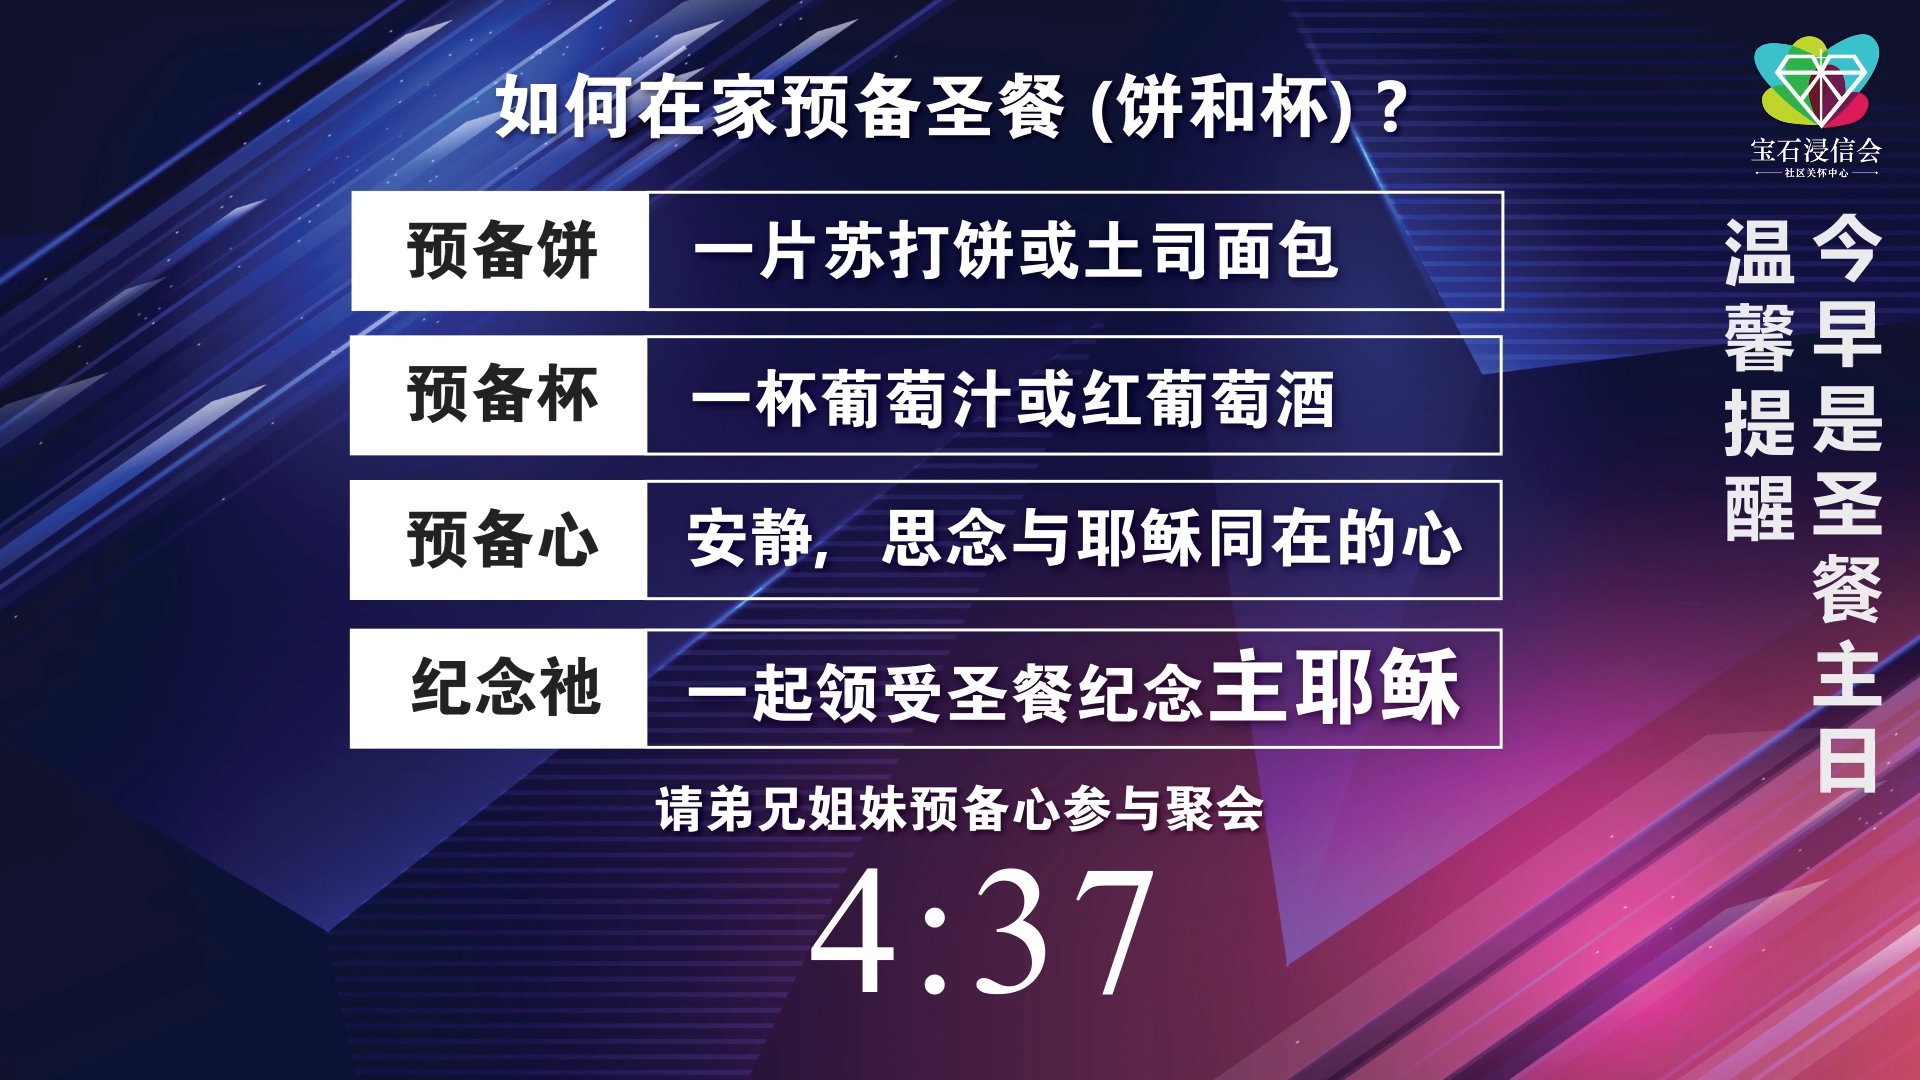 如何在家预备圣餐 (饼和杯)？
宝石浸信会
社区关怀中心
预备饼
一片苏打饼或土司面包
预备杯
一杯葡萄汁或红葡萄酒
预备心
安静， 思念与耶稣同在的心
纪念祂
一起领受圣餐纪念主耶稣
今早是圣餐主日
温馨提醒
请弟兄姐妹预备心参与聚会
4:37